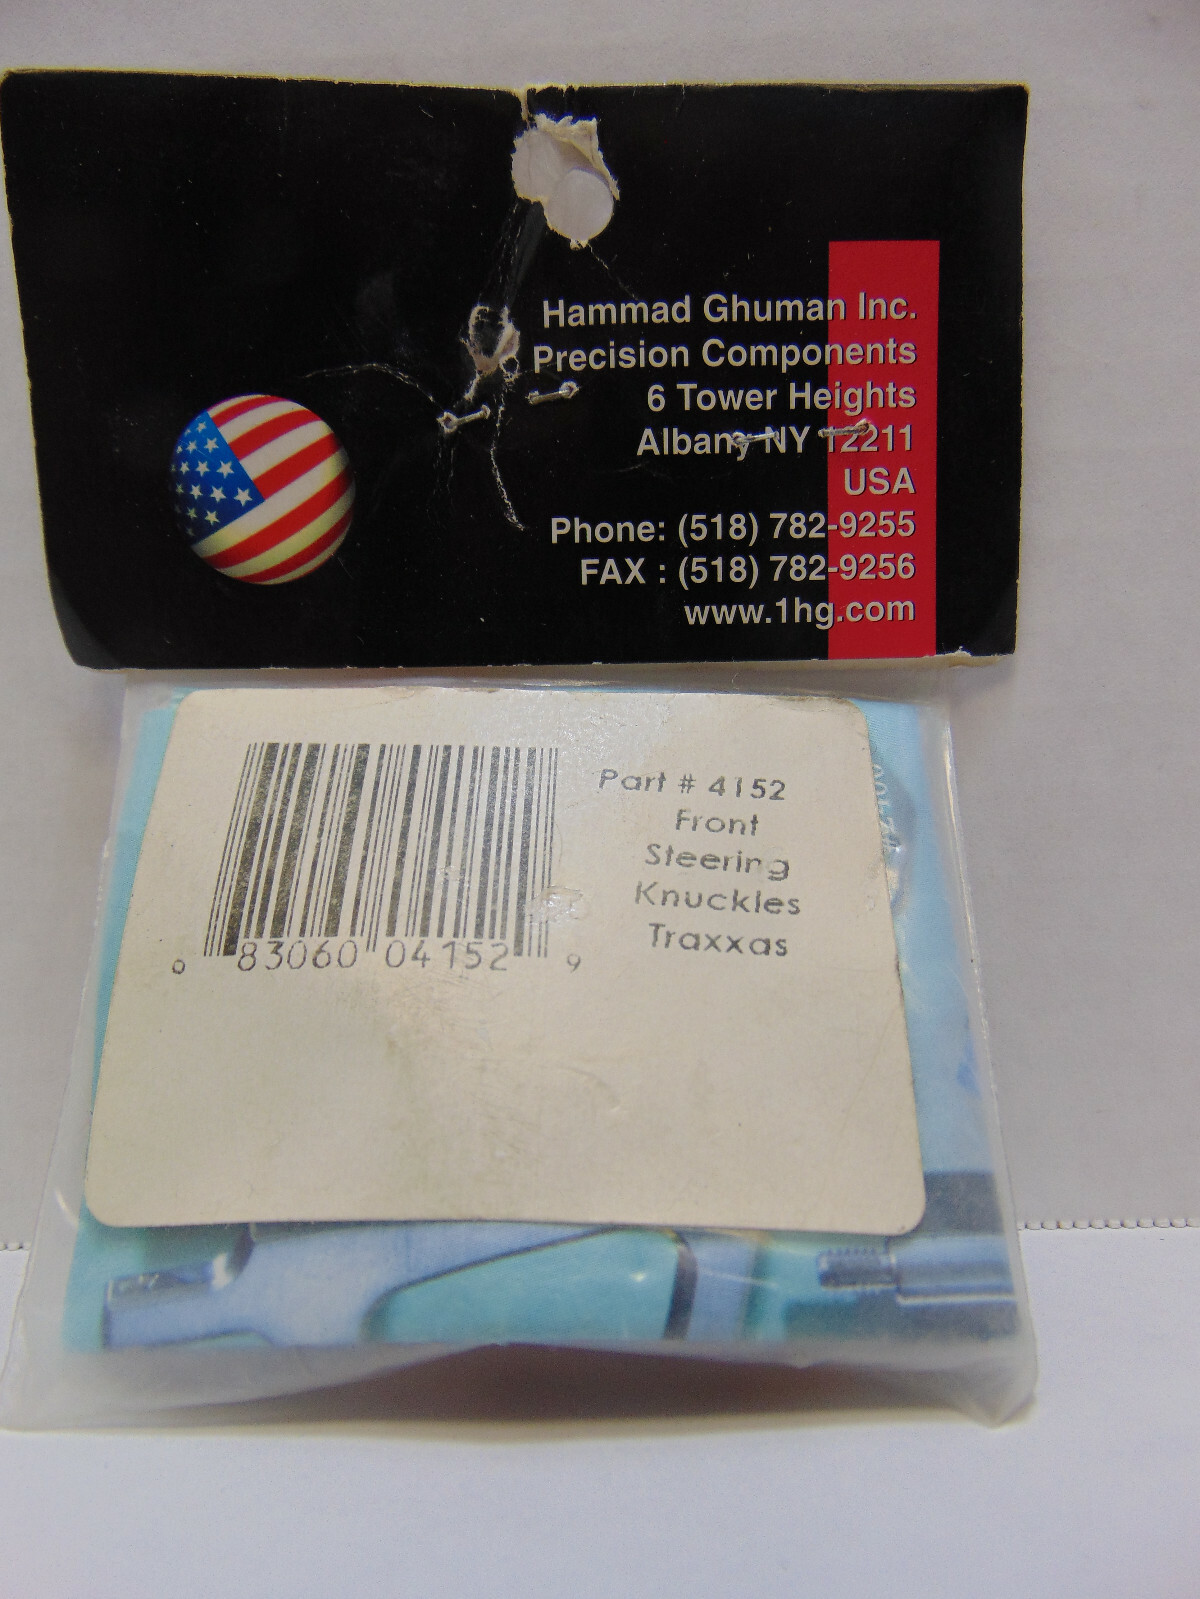 Hammad Ghuman Inc.
Precision Components
6 Tower Heights
Albany NY 12211
USA
Phone: (518) 782-9255
FAX : (518) 782-9256
www.1hg.com
Part # 4152
Front
Steering
Knuckles
Traxxas
0 83060 04152 9